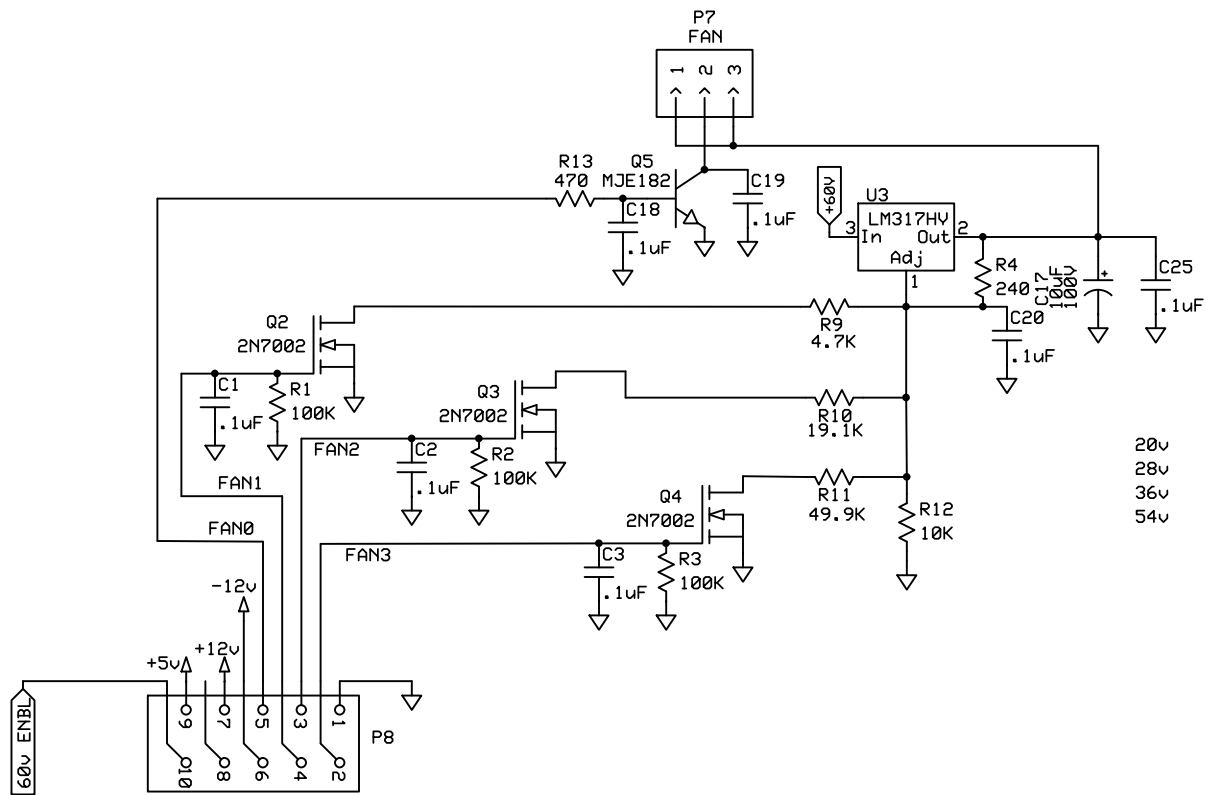 P7
FAN
1
2
3
R13
470
Q5
MJE182
C19
.1uF
C18
.1uF
+60V
U3
LM317HV
3
In
Out
2
Adj
1
R4
240
C17
10uF
100V
+
C25
.1uF
C20
.1uF
Q2
2N7002
R9
4.7K
C1
.1uF
R1
100K
Q3
2N7002
R10
19.1K
FAN2
C2
.1uF
R2
100K
FAN1
Q4
2N7002
R11
49.9K
R12
10K
20v
28v
36v
54v
FAN0
FAN3
C3
.1uF
R3
100K
-12v
+12v
+5v
60v ENBL
9
7
5
3
1
P8
10
8
6
4
2